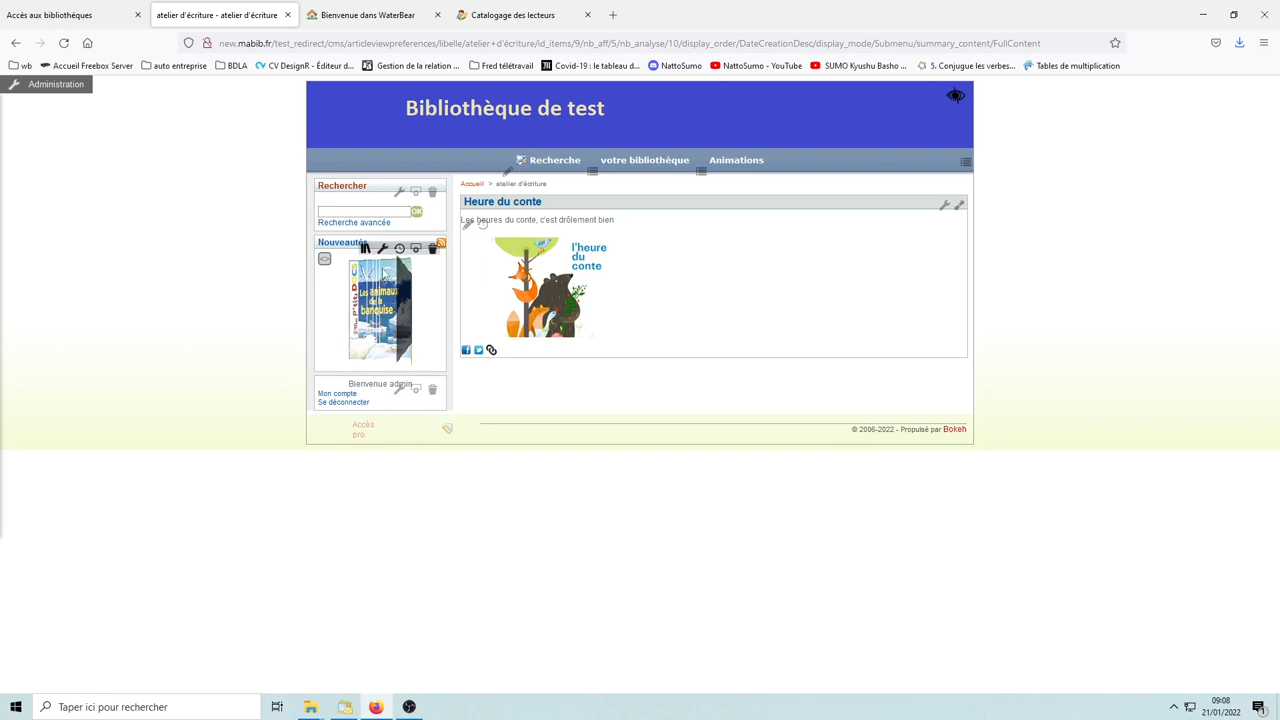 Accès aux bibliothèques
atelier d'écriture - atelier d'écriture
Bienvenue dans WaterBear
Catalogage des lecteurs
new.mabib.fr/test_redirect/cms/articleviewpreferences/libelle/atelier+d'écriture/id_items/9/nb_aff/5/nb_analyse/10/display_order/DateCreationDesc/display_mode/Submenu/summary_content/FullContent
wb
Accueil Freebox Server
auto entreprise
BDLA
CV DesignR - Éditeur d...
Gestion de la relation ...
Fred télétravail
Covid-19 : le tableau d...
NattoSumo
NattoSumo - YouTube
SUMO Kyushu Basho ...
5. Conjugue les verbes...
Tables de multiplication
Administration
Bibliothèque de test
Recherche
votre bibliothèque
Animations
Rechercher
OK
Recherche avancée
Nouveautés
Les animaux
de la
banquise
Bienvenue admin
Mon compte
Se déconnecter
Accueil > atelier d'écriture
Heure du conte
Les heures du conte, c'est drôlement bien
l'heure
du
conte
Accès
pro
© 2006-2022 - Propulsé par Bokeh
Taper ici pour rechercher
09:08
21/01/2022